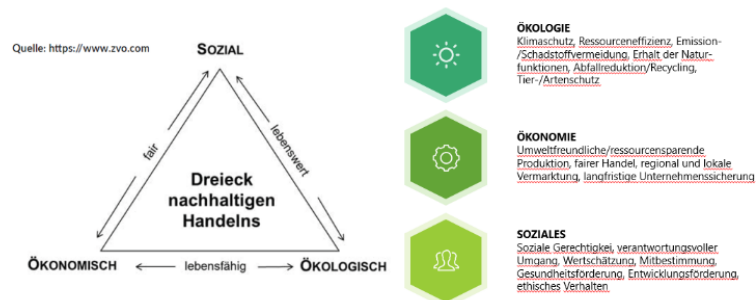 Quelle: https://www.zvo.com
SOZIAL
fair
lebenswert
Dreieck
nachhaltigen
Handelns
ÖKONOMISCH
lebensfähig
ÖKOLOGISCH
ÖKOLOGIE
Klimaschutz, Ressourceneffizienz, Emission-
/Schadstoffvermeidung, Erhalt der Natur-
funktionen, Abfallreduktion/Recycling,
Tier-/Artenschutz
ÖKONOMIE
Umweltfreundliche/ressourcensparende
Produktion, fairer Handel, regional und lokale
Vermarktung, langfristige Unternehmenssicherung
SOZIALES
Soziale Gerechtigkei, verantwortungsvoller
Umgang, Wertschätzung, Mitbestimmung,
Gesundheitsförderung, Entwicklungsförderung,
ethisches Verhalten